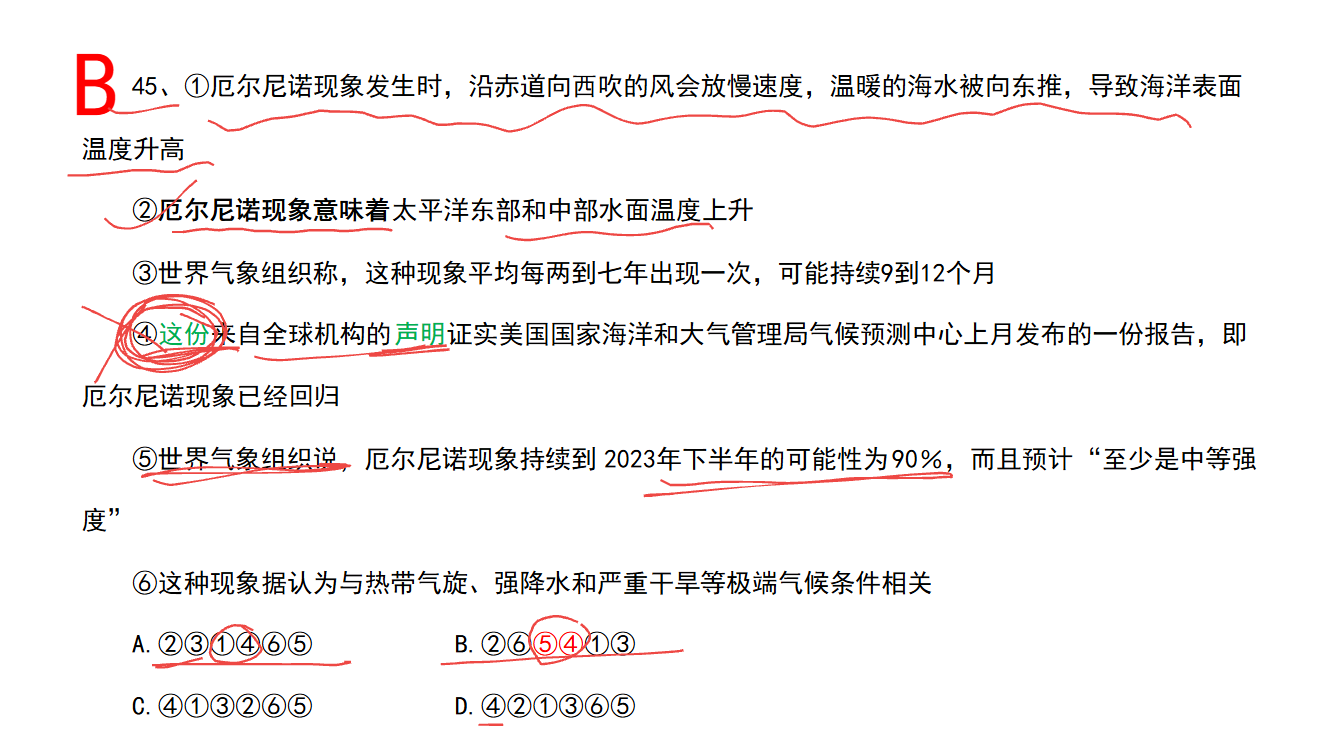 B 45、①厄尔尼诺现象发生时，沿赤道向西吹的风会放慢速度，温暖的海水被向东推，导致海洋表面
温度升高
②厄尔尼诺现象意味着太平洋东部和中部水面温度上升
③世界气象组织称，这种现象平均每两到七年出现一次，可能持续9到12个月
④这份来自全球机构的声明证实美国国家海洋和大气管理局气候预测中心上月发布的一份报告，即
厄尔尼诺现象已经回归
⑤世界气象组织说，厄尔尼诺现象持续到 2023年下半年的可能性为90%，而且预计“至少是中等强
度”
⑥这种现象据认为与热带气旋、强降水和严重干旱等极端气候条件相关
A.②③①④⑥⑤ B.②⑥⑤④①③
C.④①③②⑥⑤ D.④②①③⑥⑤